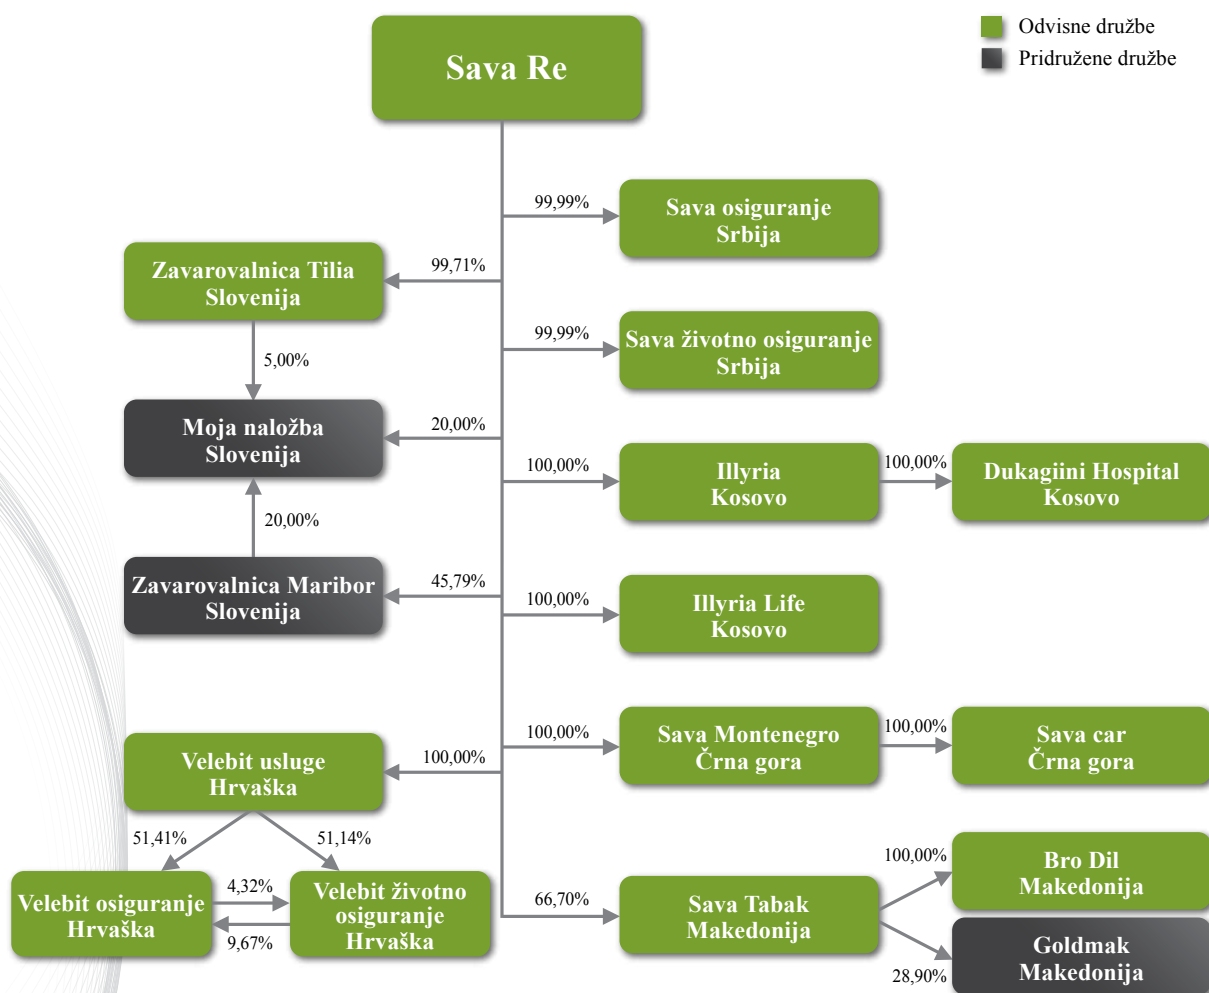 Sava Re
Odvisne družbe
Pridružene družbe
99,99%
Sava osiguranje
Srbija
Zavarovalnica Tilia
Slovenija
99,71%
99,99%
Sava životno osiguranje
Srbija
5,00%
Moja naložba
Slovenija
20,00%
100,00%
Illyria
Kosovo
100,00%
Dukagiini Hospital
Kosovo
20,00%
Zavarovalnica Maribor
Slovenija
45,79%
100,00%
Illyria Life
Kosovo
100,00%
Sava Montenegro
Črna gora
100,00%
Sava car
Črna gora
Velebit usluge
Hrvaška
100,00%
51,41%
51,14%
Velebit osiguranje
Hrvaška
4,32%
9,67%
Velebit životno
osiguranje
Hrvaška
66,70%
Sava Tabak
Makedonija
100,00%
Bro Dil
Makedonija
28,90%
Goldmak
Makedonija